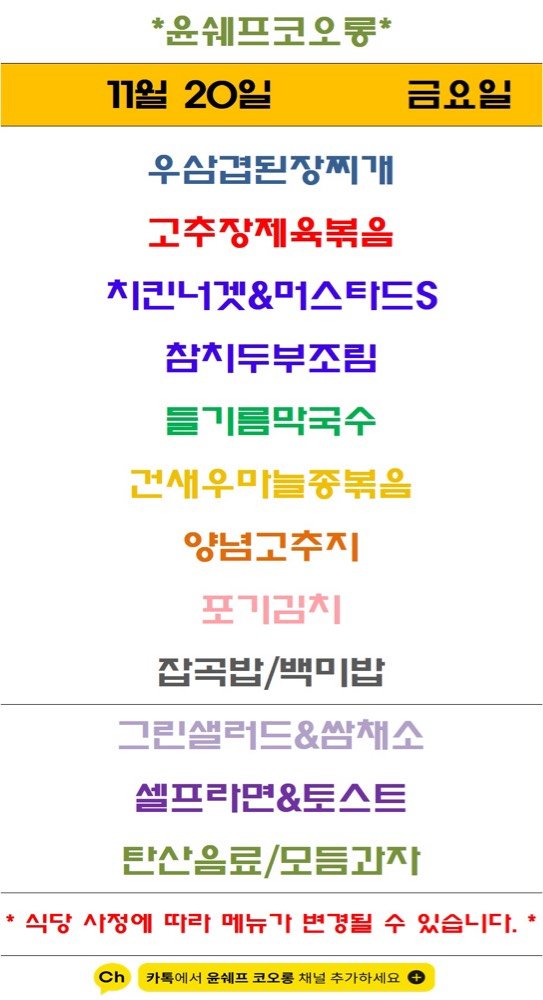 *윤쉐프코오롱*
11월 20일 금요일
우삼겹된장찌개
고추장제육볶음
치킨너겟&머스타드S
참치두부조림
들기름막국수
건새우마늘종볶음
양념고추지
포기김치
잡곡밥/백미밥
그린샐러드&쌈채소
셀프라면&토스트
탄산음료/모듬과자
* 식당 사정에 따라 메뉴가 변경될 수 있습니다. *
Ch 카톡에서 윤쉐프 코오롱 채널 추가하세요